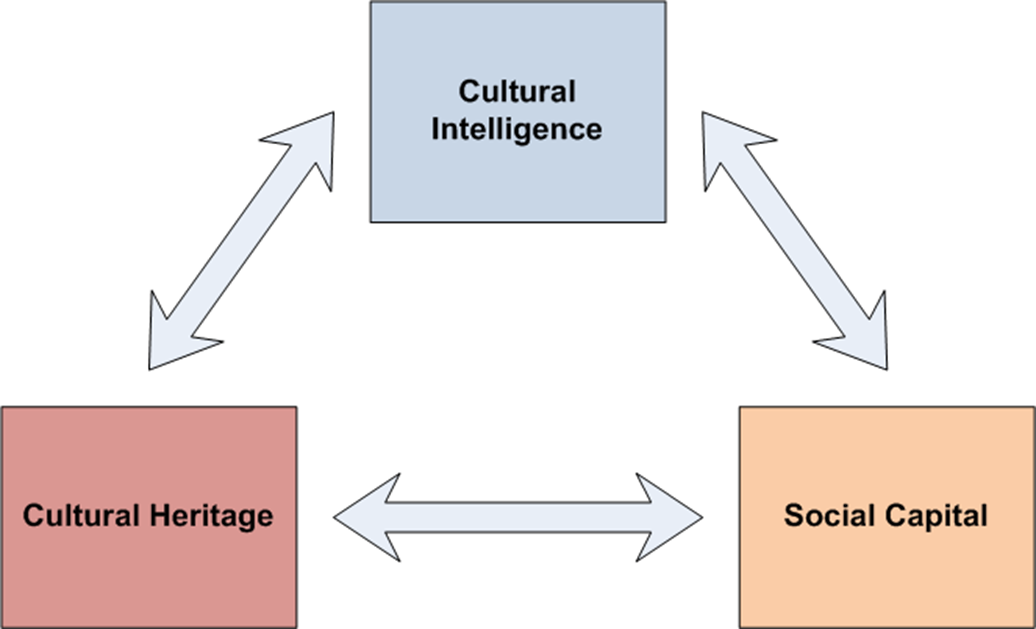 Cultural
Intelligence
Cultural Heritage
Social Capital